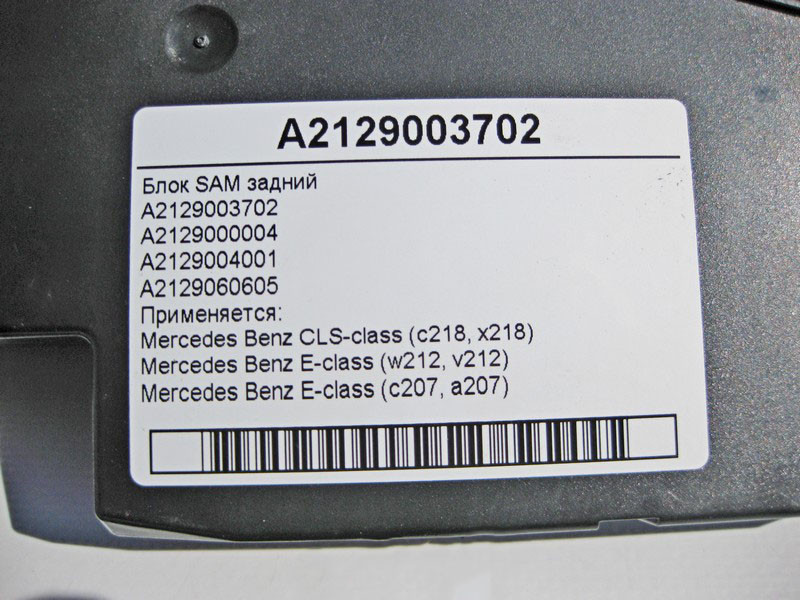 A2129003702
Блок SAM задний
A2129003702
A2129000004
A2129004001
A2129060605
Применяется:
Mercedes Benz CLS-class (c218, x218)
Mercedes Benz E-class (w212, v212)
Mercedes Benz E-class (c207, a207)